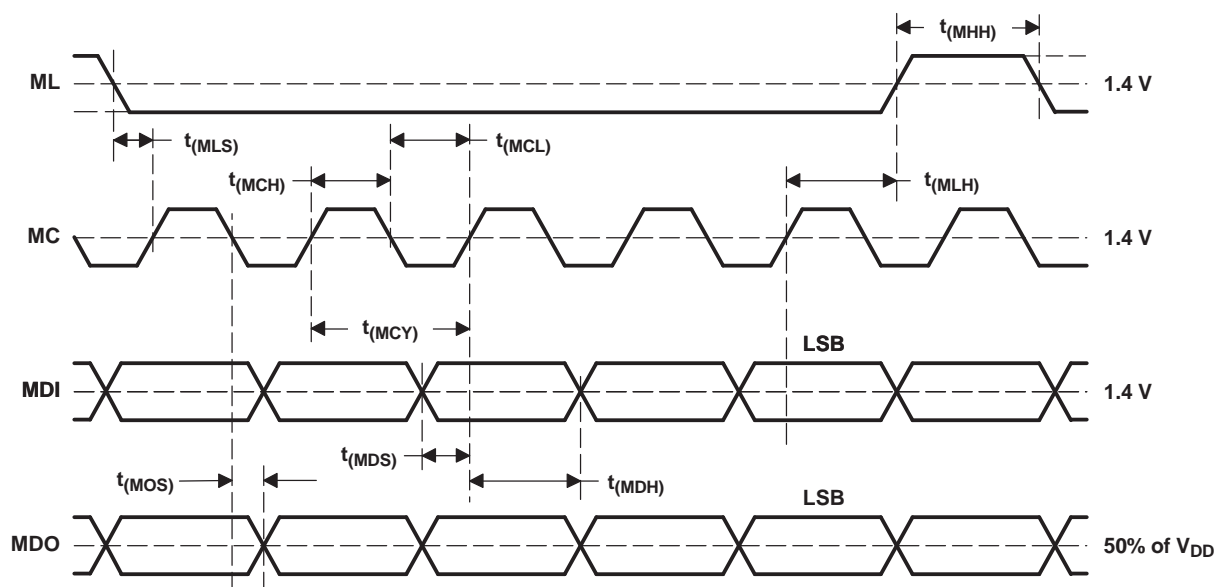 t(MHH)
ML
1.4 V
t(MLS)
t(MCL)
t(MCH)
t(MLH)
MC
1.4 V
t(MCY)
LSB
MDI
1.4 V
t(MDS)
t(MOS)
t(MDH)
LSB
MDO
50% of VDD